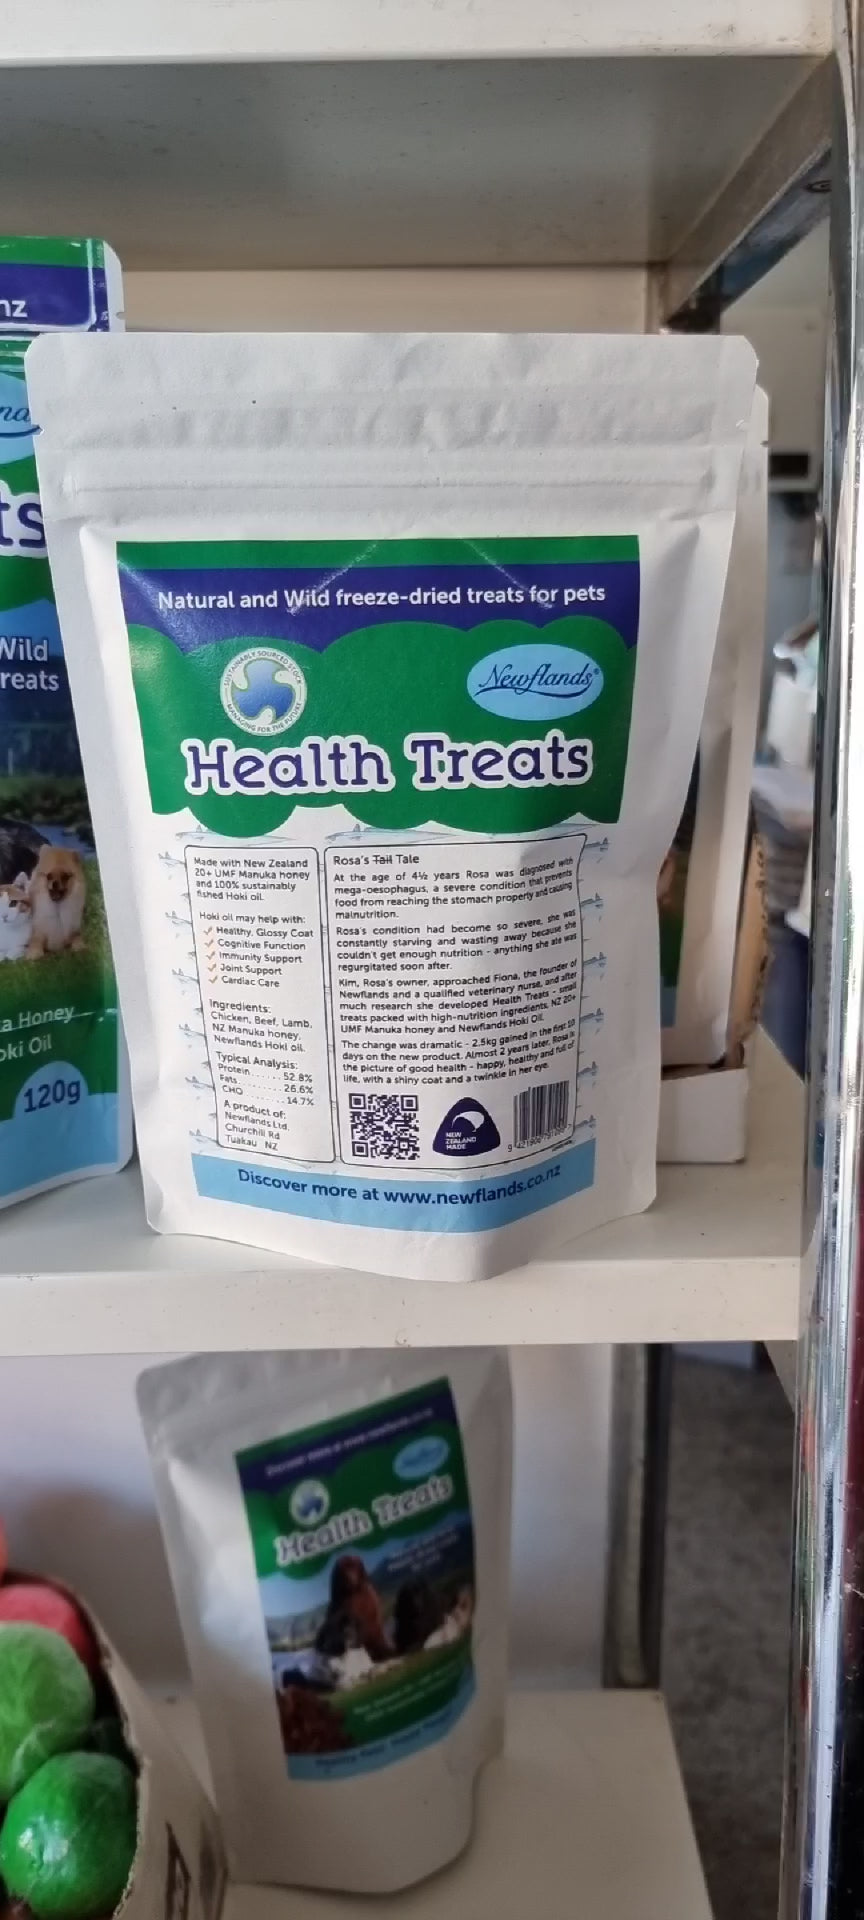 nz
Natural and Wild freeze-dried treats for pets
SUSTAINABLY SOURCED STOCK
MANAGING FOR THE FUTURE
Newflands®
Health Treats
ts
Wild
reats
a Honey
oki Oil
120g
Made with New Zealand
20+ UMF Manuka honey
and 100% sustainably
fished Hoki oil.
Hoki oil may help with:
Healthy, Glossy Coat
Cognitive Function
Immunity Support
Joint Support
Cardiac Care
Ingredients:
Chicken, Beef, Lamb,
NZ Manuka honey,
Newflands Hoki oil.
Typical Analysis:
Protein ........ 52.8%
Fats ............ 26.6%
CHO ............ 14.7%
A product of:
Newflands Ltd.
Churchill Rd
Tuakau NZ
Rosa's Tail Tale
At the age of 4½ years Rosa was diagnosed with
mega-oesophagus, a severe condition that prevents
food from reaching the stomach property and causing
malnutrition.
Rosa's condition had become so severe, she was
constantly starving and wasting away because she
couldn't get enough nutrition - anything she ate was
regurgitated soon after.
Kim, Rosa's owner, approached Fiona, the founder of
Newflands and a qualified veterinary nurse, and after
much research she developed Health Treats - small
treats packed with high-nutrition ingredients, NZ 20+
UMF Manuka honey and Newflands Hoki Oil.
The change was dramatic - 2.5kg gained in the first 10
days on the new product. Almost 2 years later, Rosa is
the picture of good health - happy, healthy and full of
life, with a shiny coat and a twinkle in her eye.
NEW
ZEALAND
MADE
Discover more at www.newflands.co.nz
Health Treats